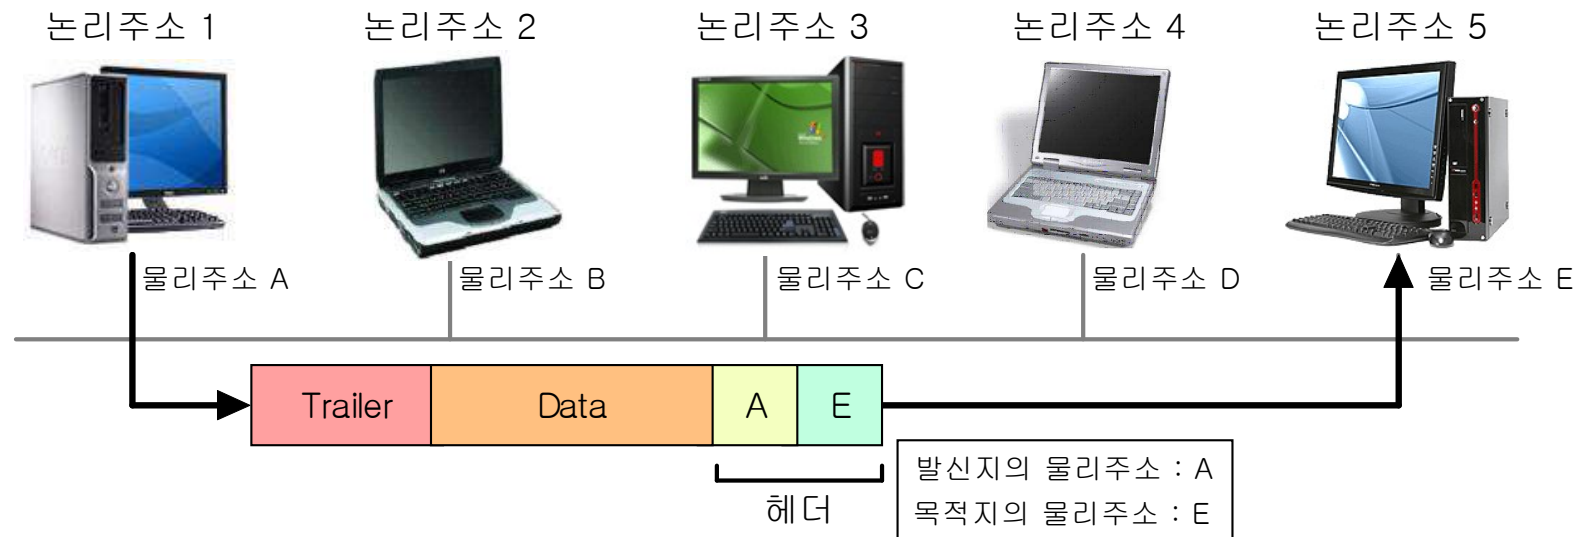 논리주소 1 논리주소 2 논리주소 3 논리주소 4 논리주소 5
물리주소 A 물리주소 B 물리주소 C 물리주소 D 물리주소 E
Trailer Data A E
헤더
발신지의 물리주소 : A
목적지의 물리주소 : E